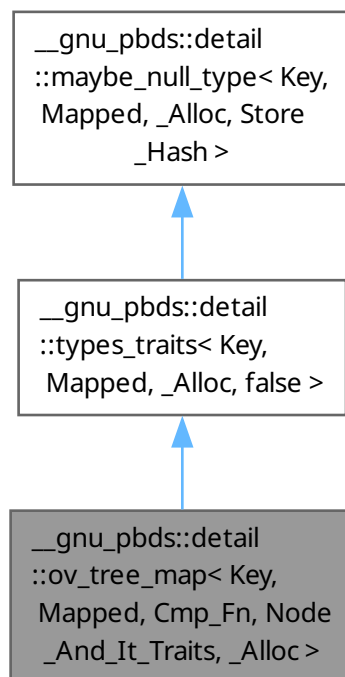 __gnu_pbds::detail
::maybe_null_type< Key,
Mapped, _Alloc, Store
_Hash >
__gnu_pbds::detail
::types_traits< Key,
Mapped, _Alloc, false >
__gnu_pbds::detail
::ov_tree_map< Key,
Mapped, Cmp_Fn, Node
_And_It_Traits, _Alloc >